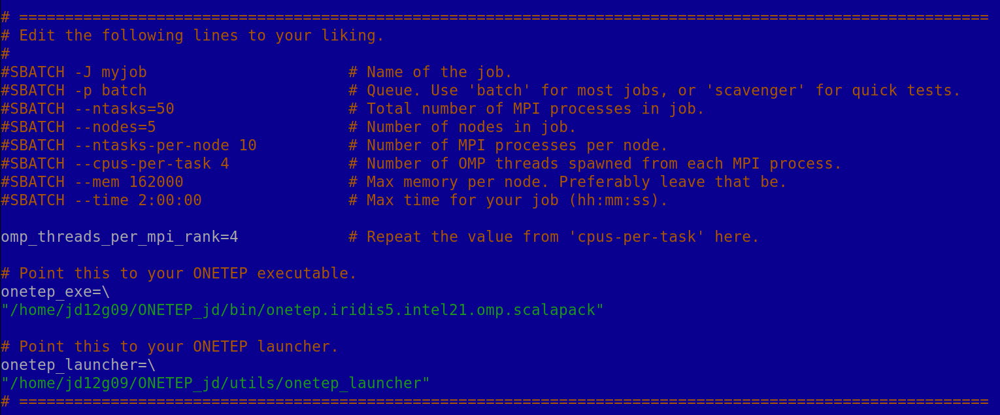 # ==========================================================================================================
# Edit the following lines to your liking.
#
#SBATCH -J myjob                      # Name of the job.
#SBATCH -p batch                      # Queue. Use 'batch' for most jobs, or 'scavenger' for quick tests.
#SBATCH --ntasks=50                   # Total number of MPI processes in job.
#SBATCH --nodes=5                     # Number of nodes in job.
#SBATCH --ntasks-per-node 10          # Number of MPI processes per node.
#SBATCH --cpus-per-task 4             # Number of OMP threads spawned from each MPI process.
#SBATCH --mem 162000                  # Max memory per node. Preferably leave that be.
#SBATCH --time 2:00:00                # Max time for your job (hh:mm:ss).

omp_threads_per_mpi_rank=4            # Repeat the value from 'cpus-per-task' here.

# Point this to your ONETEP executable.
onetep_exe=\
"/home/jd12g09/ONETEP_jd/bin/onetep.iridis5.intel21.omp.scalapack"

# Point this to your ONETEP launcher.
onetep_launcher=\
"/home/jd12g09/ONETEP_jd/utils/onetep_launcher"
# ==========================================================================================================